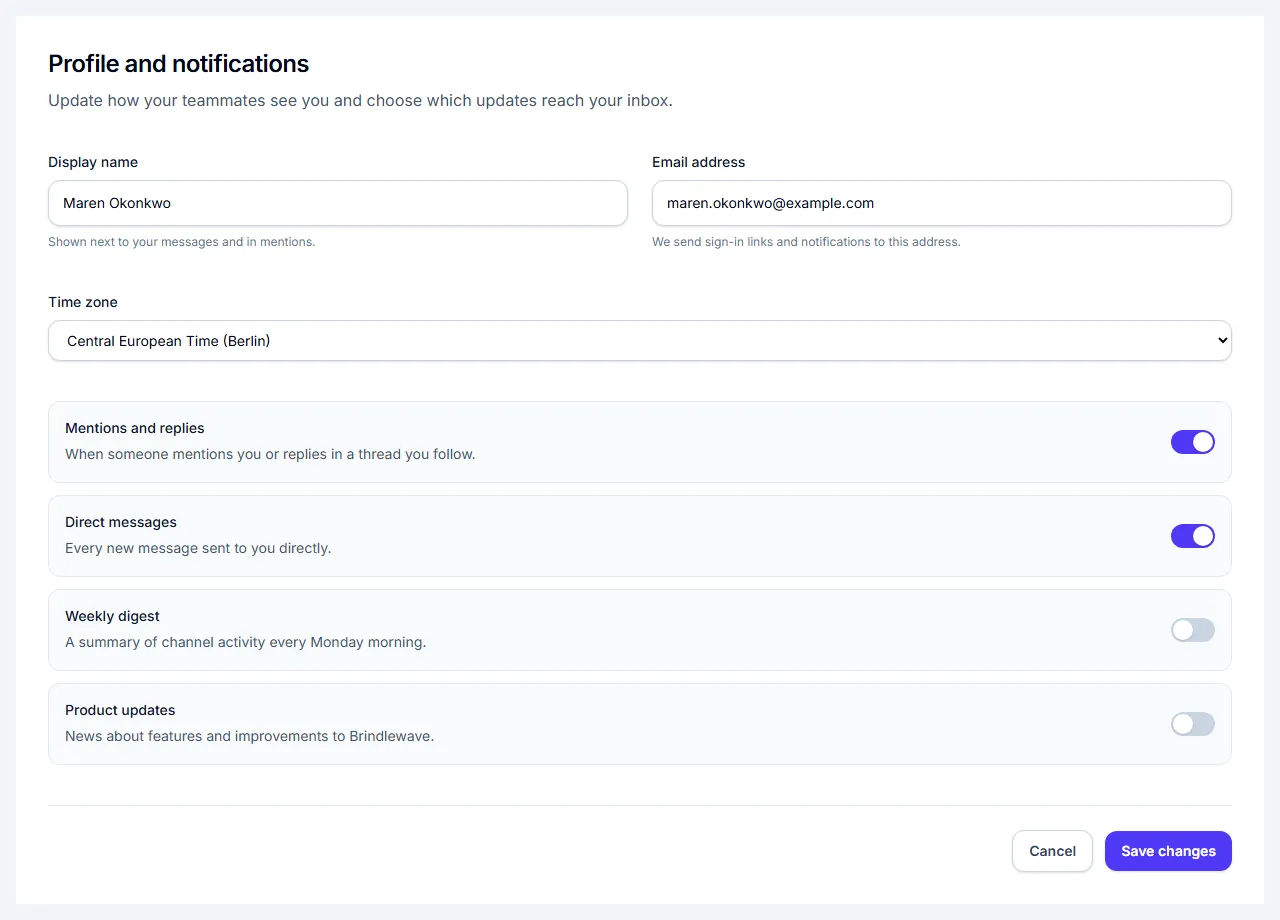 Profile and notifications
Update how your teammates see you and choose which updates reach your inbox.
Display name
Email address
Maren Okonkwo
maren.okonkwo@example.com
Shown next to your messages and in mentions.
We send sign-in links and notifications to this address.
Time zone
Central European Time (Berlin)
Mentions and replies
When someone mentions you or replies in a thread you follow.
Direct messages
Every new message sent to you directly.
Weekly digest
A summary of channel activity every Monday morning.
Product updates
News about features and improvements to Brindlewave.
Cancel
Save changes